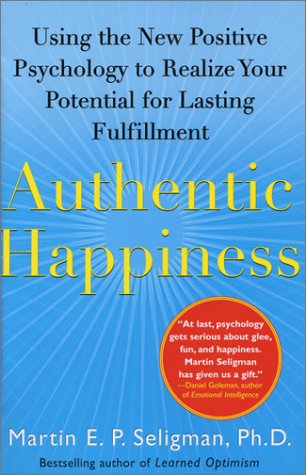 Using the New Positive
Psychology to Realize Your
Potential for Lasting
Fulfillment
Authentic
Happiness
"At last, psychology
gets serious about glee,
fun, and happiness.
Martin Seligman
has given us a gift."
—Daniel Goleman, author
of Emotional Intelligence
Martin E. P. Seligman, Ph.D.
Bestselling author of Learned Optimism